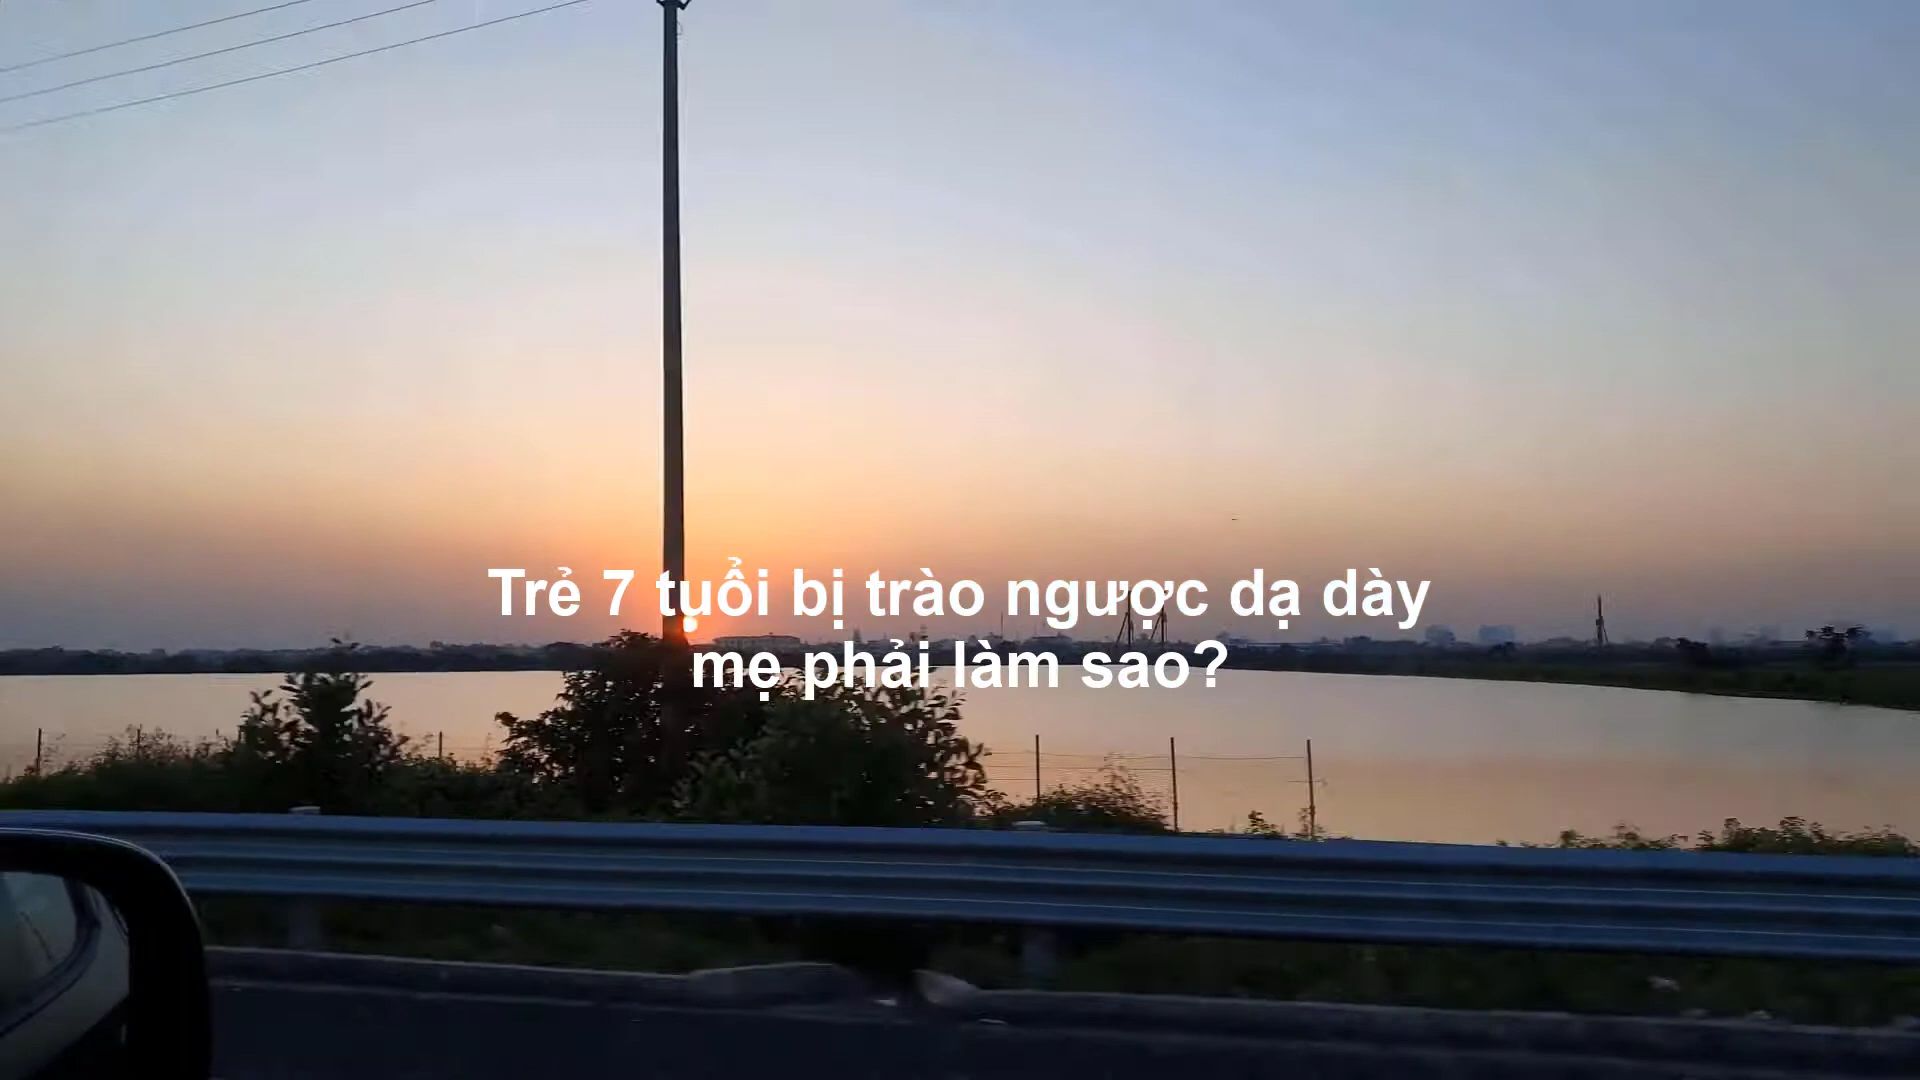 Trẻ 7 tuổi bị trào ngược dạ dày
mẹ phải làm sao?